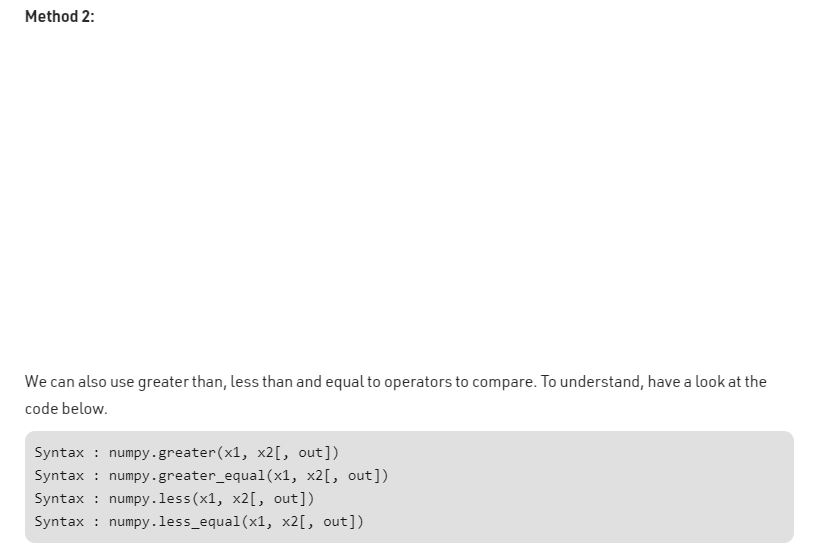 Method 2:
We can also use greater than, less than and equal to operators to compare. To understand, have a look at the
code below.
Syntax : numpy.greater(x1, x2[, out])
Syntax : numpy.greater_equal(x1, x2[, out])
Syntax : numpy.less(x1, x2[, out])
Syntax : numpy.less_equal(x1, x2[, out])